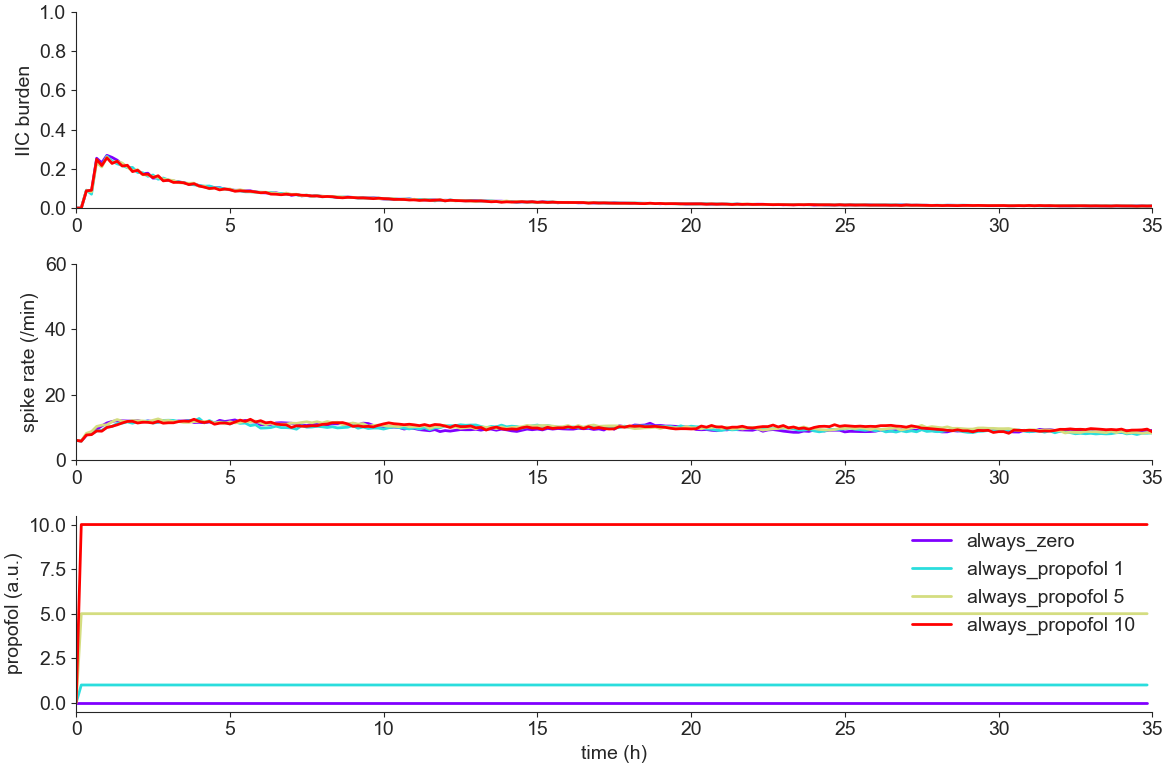 IIC burden
1.0
0.8
0.6
0.4
0.2
0.0
0 5 10 15 20 25 30 35
spike rate (/min)
60
40
20
0
0 5 10 15 20 25 30 35
propofol (a.u.)
10.0
7.5
5.0
2.5
0.0
always_zero
always_propofol 1
always_propofol 5
always_propofol 10
0 5 10 15 20 25 30 35
time (h)